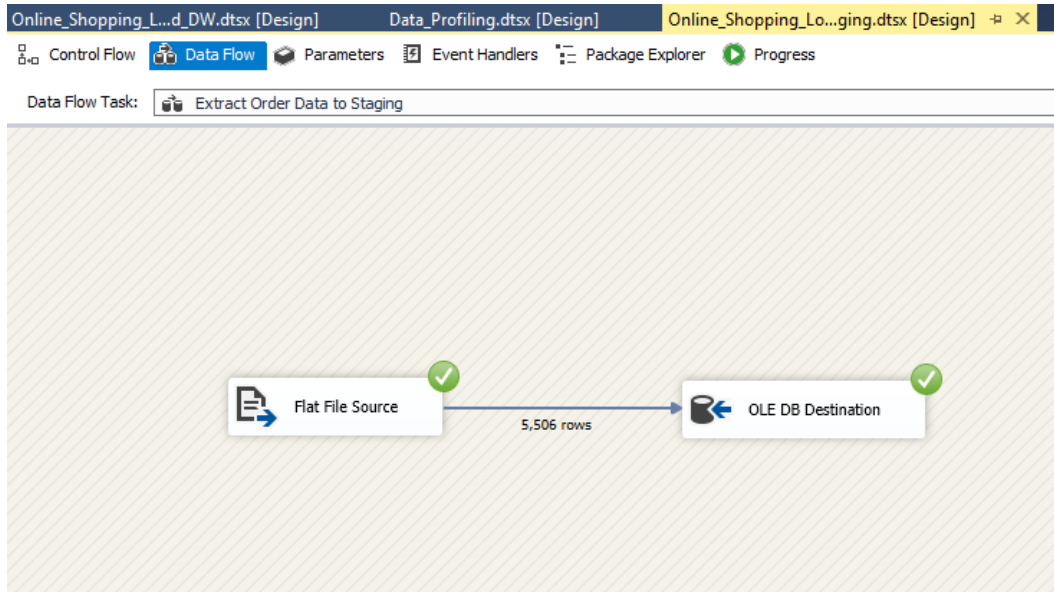 Online_Shopping_L...d_DW.dtsx [Design] Data_Profiling.dtsx [Design] Online_Shopping_Lo...ging.dtsx [Design]
Control Flow Data Flow Parameters Event Handlers Package Explorer Progress
Data Flow Task: Extract Order Data to Staging
Flat File Source OLE DB Destination
5,506 rows